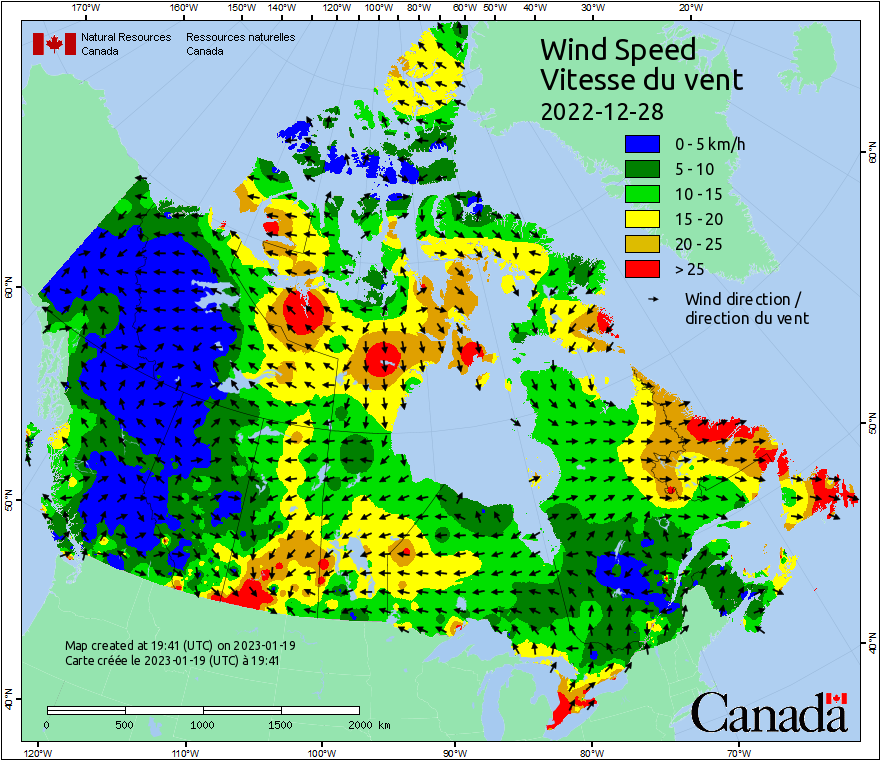 170°W 160°W 150°W 140°W 120°W 100°W 80°W 60°W 50°W 40°W 30°W 20°W
Natural Resources Ressources naturelles
Canada Canada
Wind Speed
Vitesse du vent
2022-12-28
0 - 5 km/h
5 - 10
10 - 15
15 - 20
20 - 25
> 25
Wind direction /
direction du vent
60°N
60°N
50°N
50°N
40°N
40°N
Map created at 19:41 (UTC) on 2023-01-19
Carte créée le 2023-01-19 (UTC) à 19:41
0 500 1000 1500 2000 km
Canada
120°W 110°W 100°W 90°W 80°W 70°W